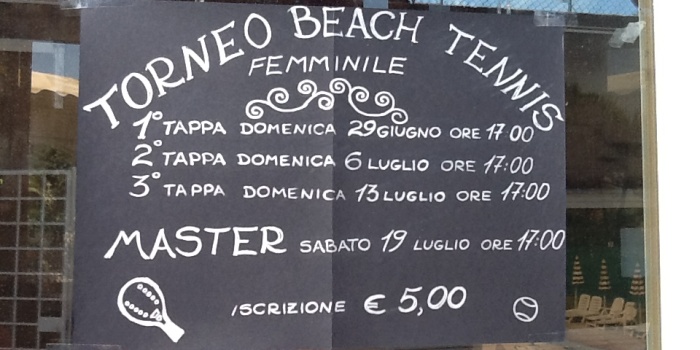 TORNEO BEACH TENNIS
FEMMINILE
1° TAPPA DOMENICA 29 GIUGNO ORE 17 00
2° TAPPA DOMENICA 6 LUGLIO ORE 17:00
3° TAPPA DOMENICA 13 LUGLIO ORE 17:00
MASTER SABATO 19 LUGLIO ORE 17:00
ISCRIZIONE € 5,00